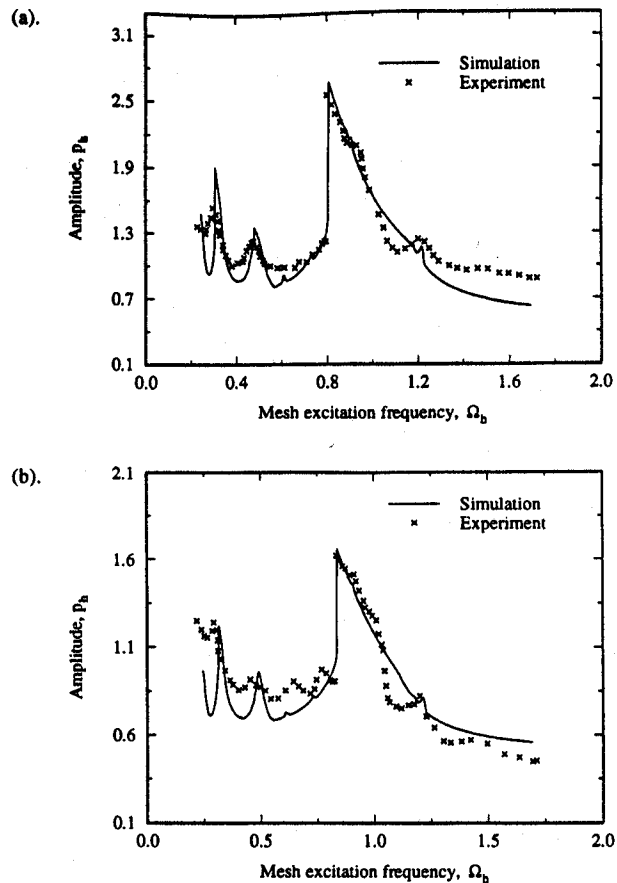 (a).
3.1
2.5
1.9
1.3
0.7
0.1
Amplitude, p_h
Simulation
Experiment
0.0 0.4 0.8 1.2 1.6 2.0
Mesh excitation frequency, Ω_h
(b).
2.1
1.6
1.1
0.6
0.1
Amplitude, p_h
Simulation
Experiment
0.0 0.5 1.0 1.5 2.0
Mesh excitation frequency, Ω_h